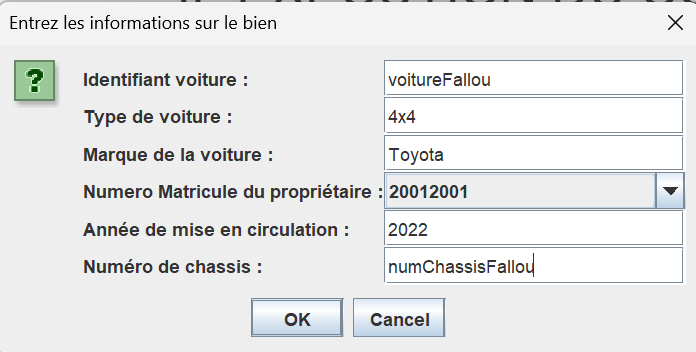 Entrez les informations sur le bien
?
Identifiant voiture : voitureFallou
Type de voiture : 4x4
Marque de la voiture : Toyota
Numero Matricule du propriétaire : 20012001
Année de mise en circulation : 2022
Numéro de chassis : numChassisFallou
OK Cancel